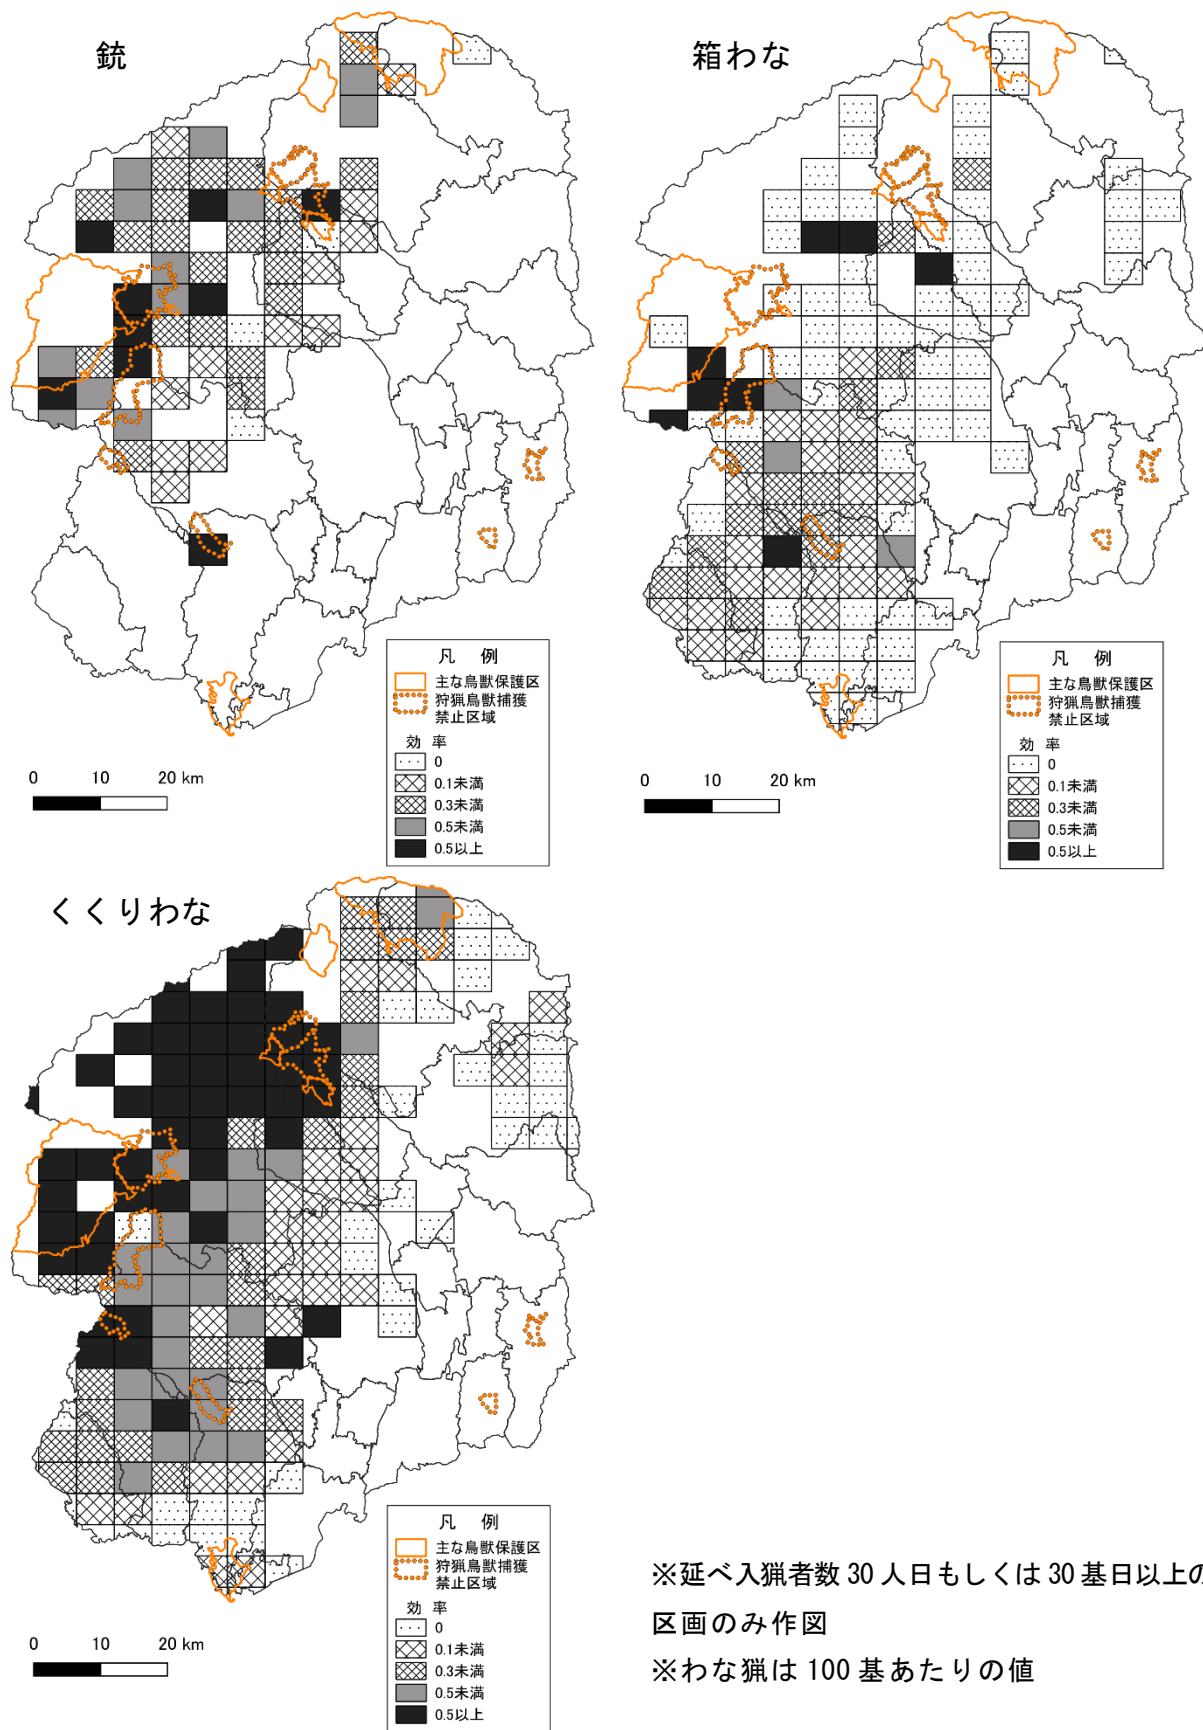 銃
凡 例
主な鳥獣保護区
狩猟鳥獣捕獲
禁止区域
効 率
0
0.1未満
0.3未満
0.5未満
0.5以上
0 10 20 km
箱わな
凡 例
主な鳥獣保護区
狩猟鳥獣捕獲
禁止区域
効 率
0
0.1未満
0.3未満
0.5未満
0.5以上
0 10 20 km
くくりわな
凡 例
主な鳥獣保護区
狩猟鳥獣捕獲
禁止区域
効 率
0
0.1未満
0.3未満
0.5未満
0.5以上
0 10 20 km
※延べ入猟者数 30 人日もしくは 30 基日以上の
区画のみ作図
※わな猟は 100 基あたりの値